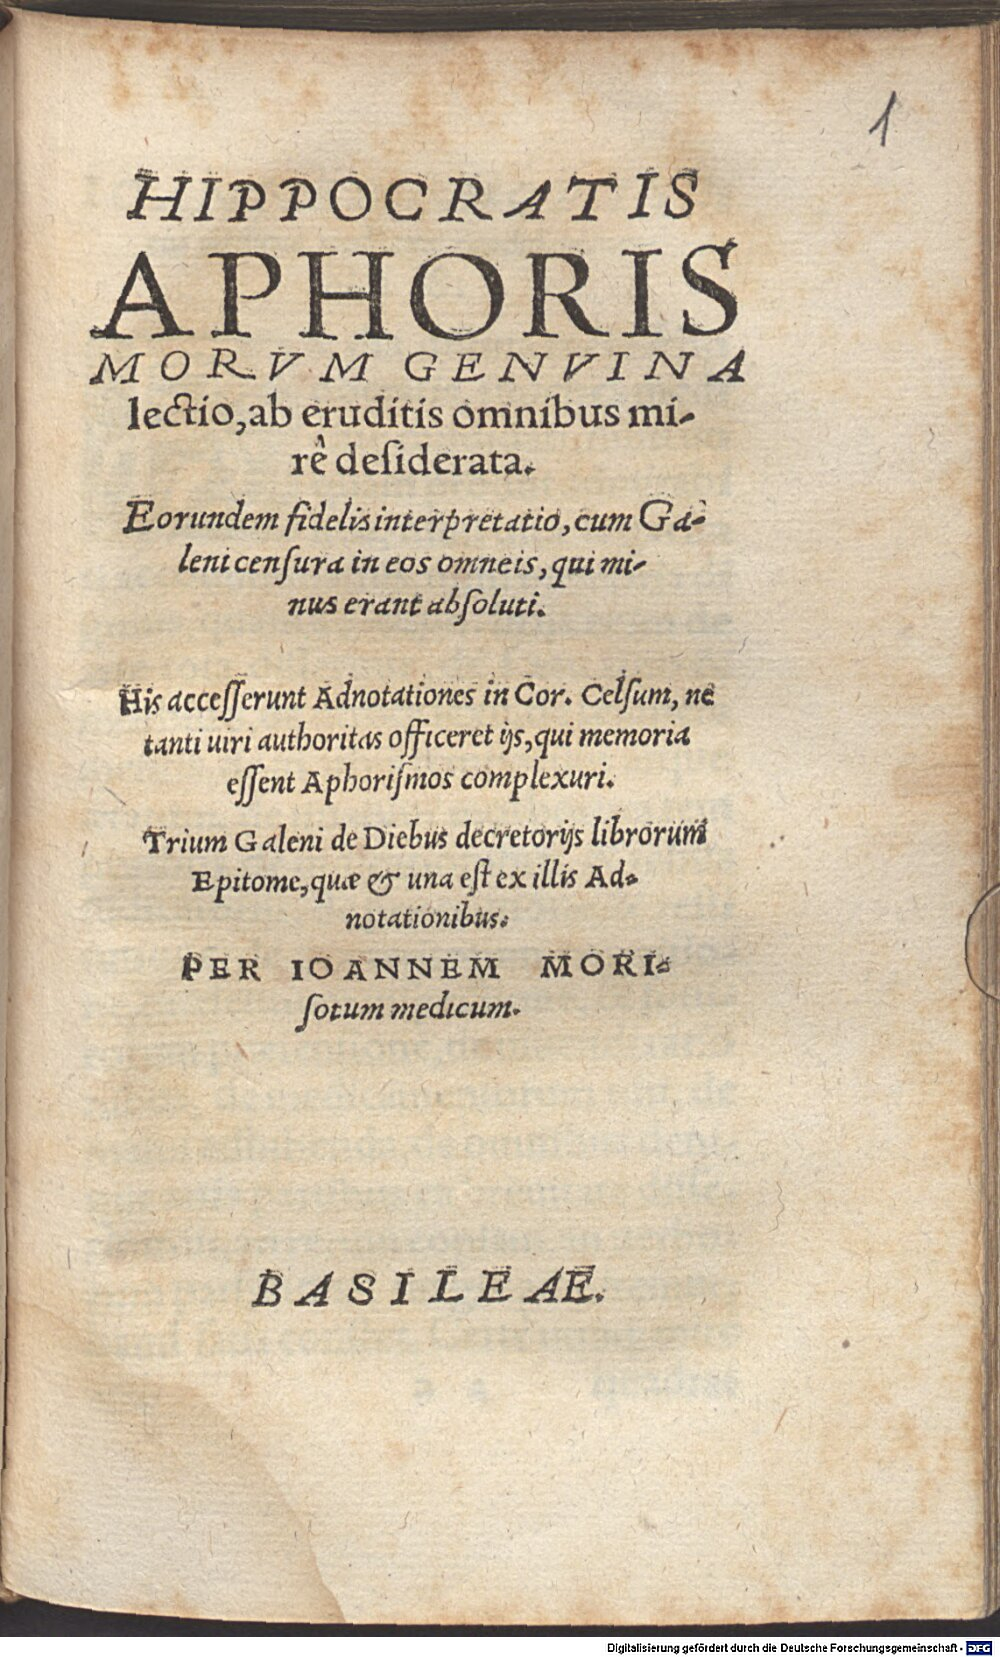 1
HIPPOCRATIS
APHORIS
MORVM GENVINA
lectio, ab eruditis omnibus mi-
rê desiderata.
Eorundem fidelis interpretatio, cum Ga-
leni censura in eos omneis, qui mi-
nus erant absoluti.
His accesserunt Adnotationes in Cor. Celsum, ne
tanti uiri authoritas officeret ijs, qui memoria
essent Aphorismos complexuri.
Trium Galeni de Diebus decretorijs librorum
Epitome, quæ & una est ex illis Ad-
notationibus:
PER IOANNEM MORI-
sotum medicum.
BASILEAE.
Digitalisierung gefördert durch die Deutsche Forschungsgemeinschaft - DFG